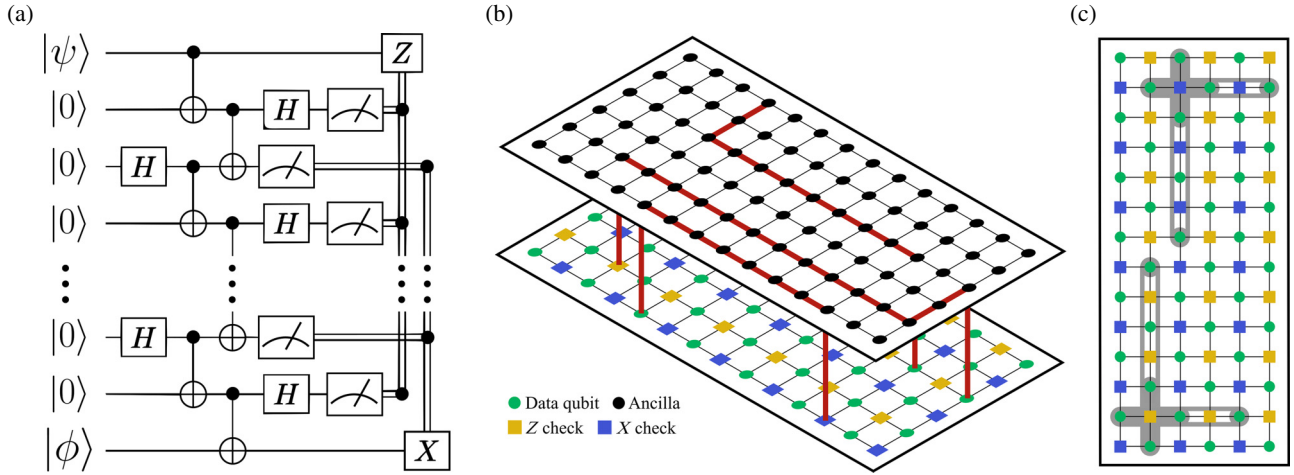 (a)
|ψ⟩
Z
|0⟩
H
|0⟩
H
|0⟩
H
|0⟩
H
|0⟩
H
|ϕ⟩
X
(b)
Data qubit
Ancilla
Z check
X check
(c)